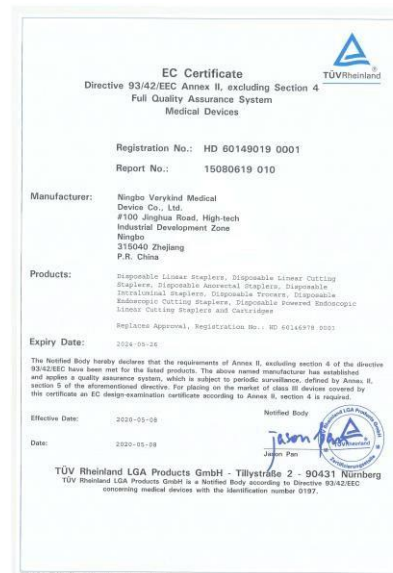 TÜVRheinland
EC Certificate
Directive 93/42/EEC Annex II, excluding Section 4
Full Quality Assurance System
Medical Devices
Registration No.: HD 60149019 0001
Report No.: 15080619 010
Manufacturer: Ningbo Verykind Medical
Device Co., Ltd.
#100 Jinghua Road, High-tech
Industrial Development Zone
Ningbo
315040 Zhejiang
P.R. China
Products: Disposable Linear Staplers, Disposable Linear Cutting
Staplers, Disposable Anorectal Staplers, Disposable
Intraluminal Staplers, Disposable Trocars, Disposable
Endoscopic Cutting Staplers, Disposable Powered Endoscopic
Linear Cutting Staplers and Cartridges
Replaces Approval, Registration No.: HD 60146978 0001
Expiry Date: 2024-05-26
The Notified Body hereby declares that the requirements of Annex II, excluding section 4 of the directive
93/42/EEC have been met for the listed products. The above named manufacturer has established
and applies a quality assurance system, which is subject to periodic surveillance, defined by Annex II,
section 5 of the aforementioned directive. For placing on the market of class III devices covered by
this certificate an EC design-examination certificate according to Annex II, section 4 is required.
Notified Body
Effective Date: 2020-05-08
Date: 2020-05-08
Jason Pan
TÜVRheinland
Zertifizierungsstelle
Jason Pan
TÜV Rheinland LGA Products GmbH - Tillystraße 2 - 90431 Nürnberg
TÜV Rheinland LGA Products GmbH is a Notified Body according to Directive 93/42/EEC
concerning medical devices with the identification number 0197.